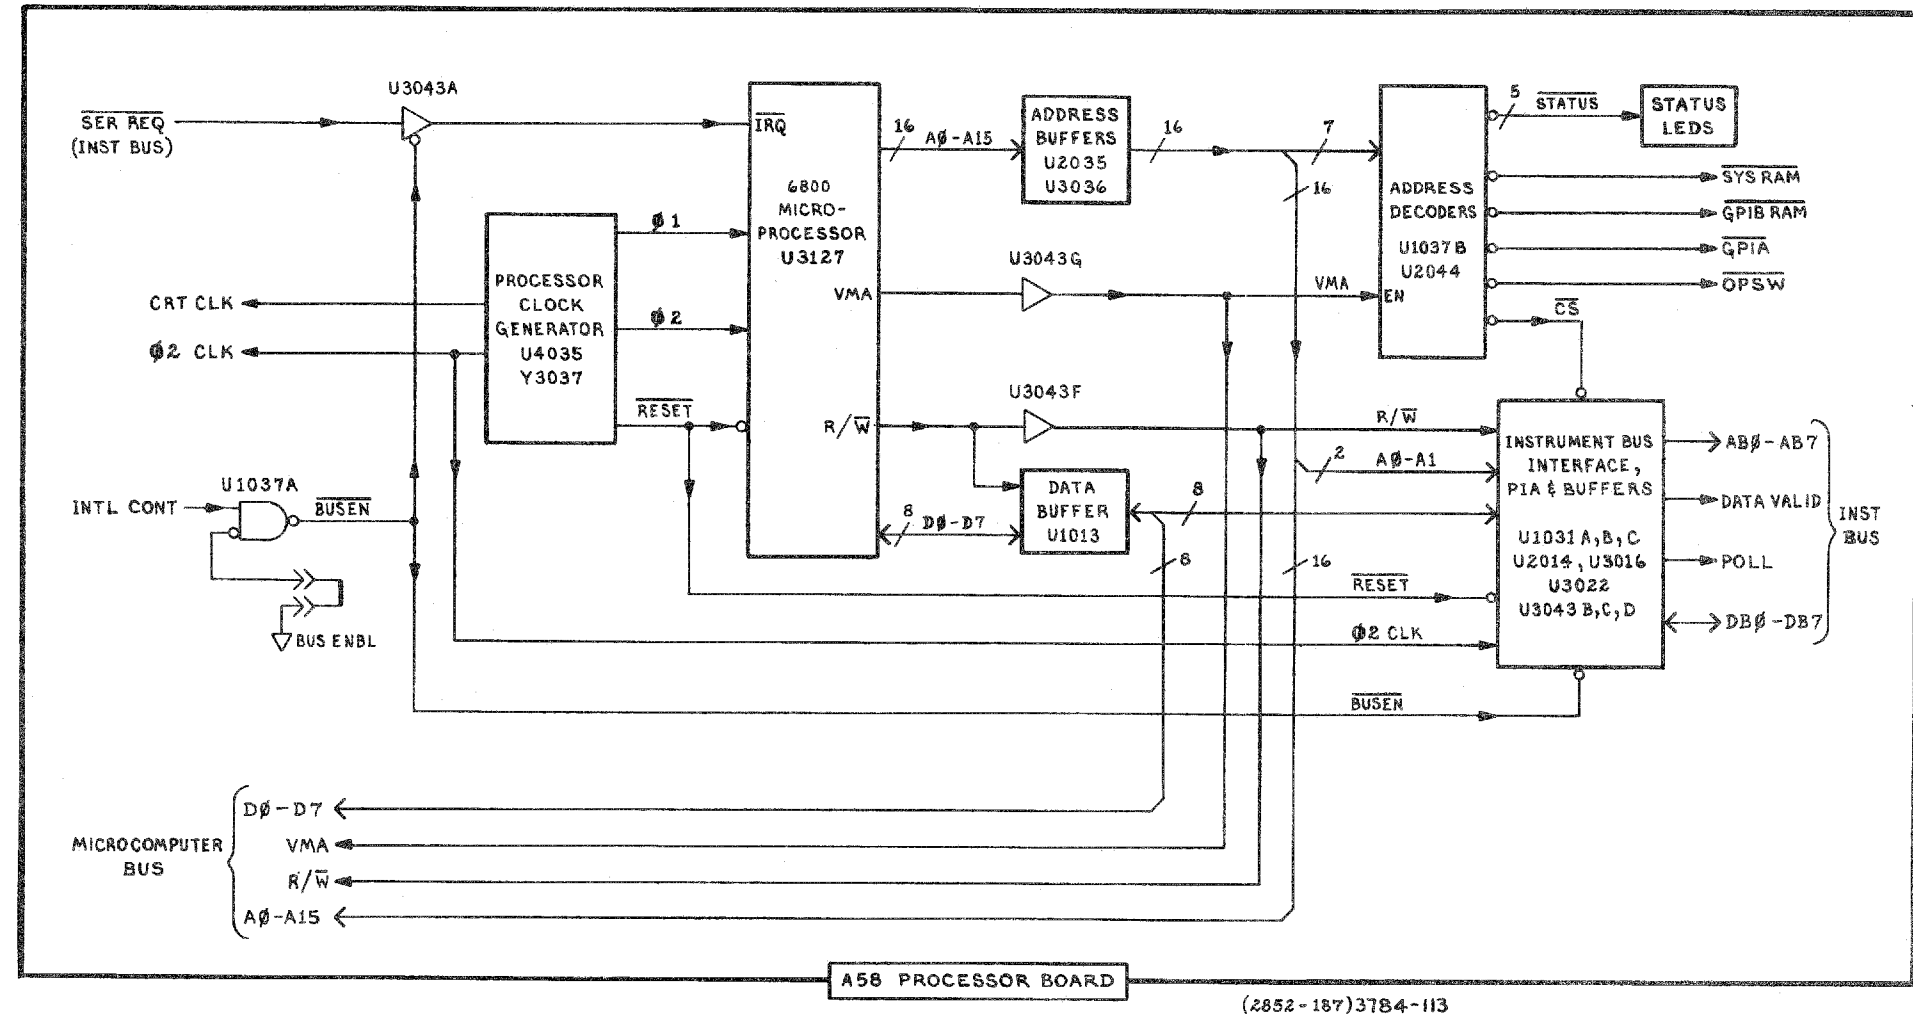 U3043A
SER REQ
(INST BUS)
IRQ
16
AØ-A15
ADDRESS
BUFFERS
U2035
U3036
16
7
16
5
STATUS
STATUS
LEDS
SYS RAM
GPIB RAM
GPIA
OPSW
CS
ADDRESS
DECODERS
U1037B
U2044
EN
6800
MICRO-
PROCESSOR
U3127
Ø1
Ø2
PROCESSOR
CLOCK
GENERATOR
U4035
Y3037
CRT CLK
Ø2 CLK
RESET
VMA
U3043G
VMA
R/W
U3043F
R/W
2
AØ-A1
DATA
BUFFER
U1013
8
DØ-D7
8
8
16
INTL CONT
U1037A
BUSEN
BUS ENBL
INSTRUMENT BUS
INTERFACE,
PIA & BUFFERS
U1031A,B,C
U2014, U3016
U3022
U3043B,C,D
RESET
Ø2 CLK
BUSEN
ABØ-AB7
DATA VALID
POLL
DBØ-DB7
INST
BUS
MICROCOMPUTER
BUS
DØ-D7
VMA
R/W
AØ-A15
A58 PROCESSOR BOARD
(2852-187)3784-113